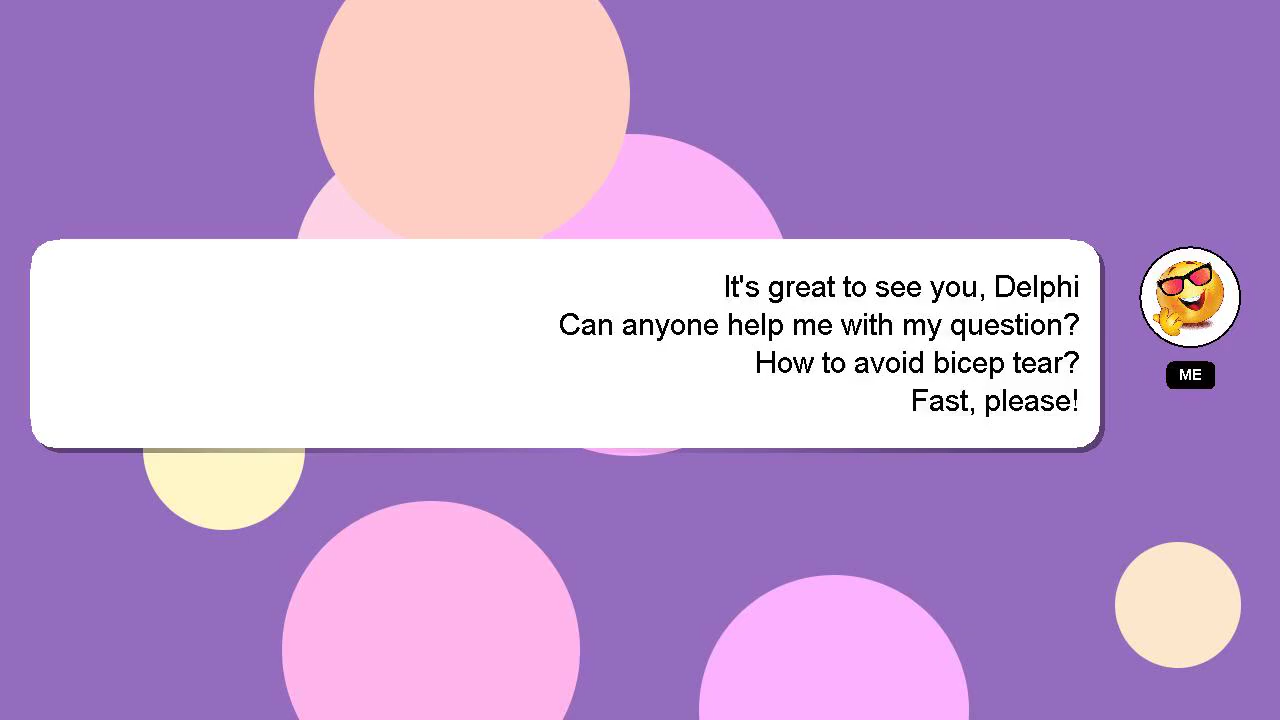 It's great to see you, Delphi
Can anyone help me with my question?
How to avoid bicep tear?
Fast, please!
ME